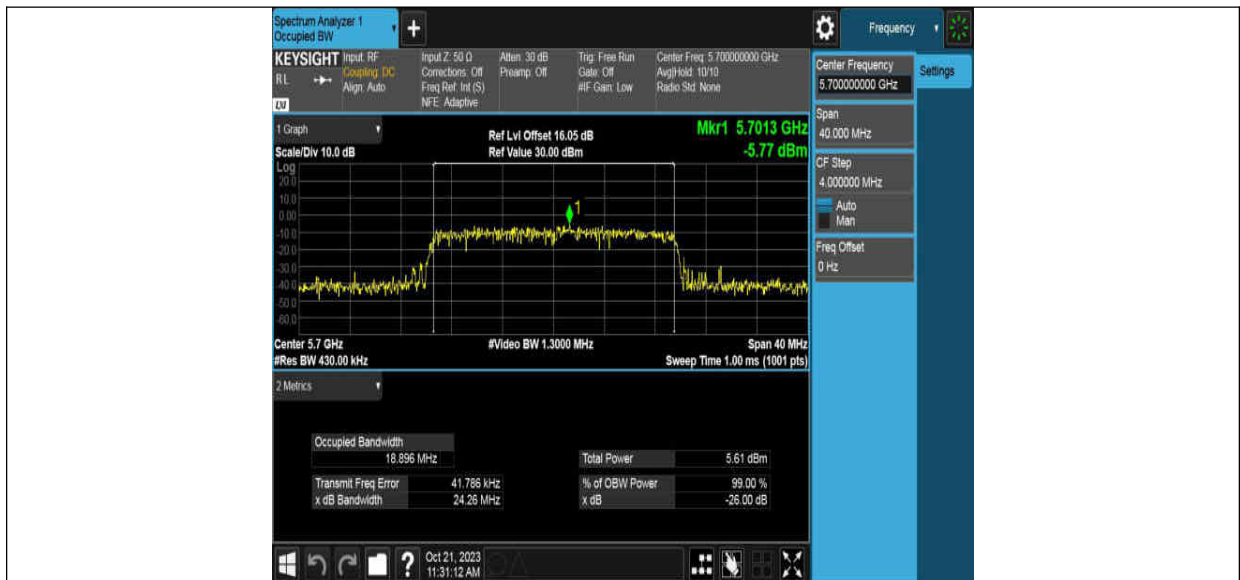 Spectrum Analyzer 1
Occupied BW
+
Frequency
KEYSIGHT
RL
LXI
Input: RF
Coupling: DC
Align: Auto
Input Z: 50 Ω
Corrections: Off
Freq Ref: Int (S)
NFE: Adaptive
Atten: 30 dB
Preamp: Off
Trig: Free Run
Gate: Off
#IF Gain: Low
Center Freq: 5.700000000 GHz
Avg|Hold: 10/10
Radio Std: None
Center Frequency
5.700000000 GHz
Settings
Span
40.000 MHz
CF Step
4.000000 MHz
Auto
Man
Freq Offset
0 Hz
1 Graph
Scale/Div 10.0 dB
Ref Lvl Offset 16.05 dB
Ref Value 30.00 dBm
Mkr1 5.7013 GHz
-5.77 dBm
Log
20.0
10.0
0.00
-10.0
-20.0
-30.0
-40.0
-50.0
-60.0
1
Center 5.7 GHz
#Video BW 1.3000 MHz
Span 40 MHz
#Res BW 430.00 kHz
Sweep Time 1.00 ms (1001 pts)
2 Metrics
Occupied Bandwidth
18.896 MHz
Total Power 5.61 dBm
Transmit Freq Error 41.786 kHz
% of OBW Power 99.00 %
x dB Bandwidth 24.26 MHz
x dB -26.00 dB
?
Oct 21, 2023
11:31:12 AM